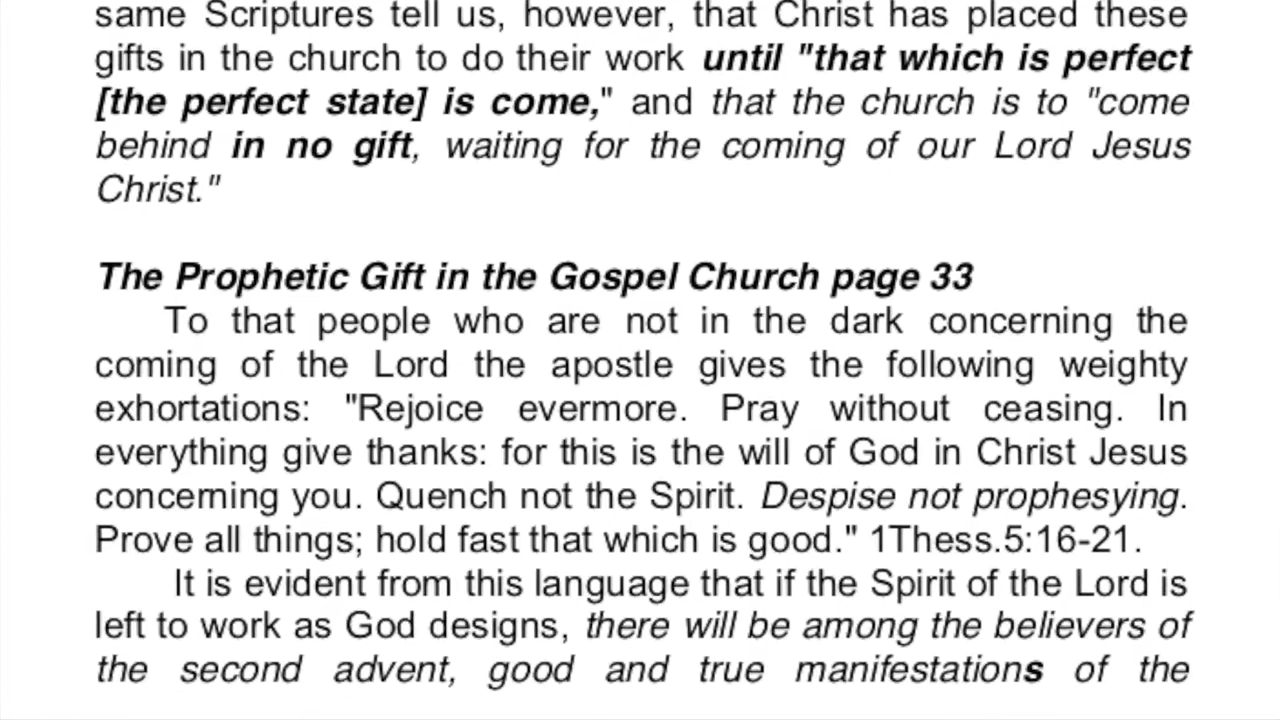 same Scriptures tell us, however, that Christ has placed these
gifts in the church to do their work until "that which is perfect
[the perfect state] is come," and that the church is to "come
behind in no gift, waiting for the coming of our Lord Jesus
Christ."
The Prophetic Gift in the Gospel Church page 33
To that people who are not in the dark concerning the
coming of the Lord the apostle gives the following weighty
exhortations: "Rejoice evermore. Pray without ceasing. In
everything give thanks: for this is the will of God in Christ Jesus
concerning you. Quench not the Spirit. Despise not prophesying.
Prove all things; hold fast that which is good." 1Thess.5:16-21.
It is evident from this language that if the Spirit of the Lord is
left to work as God designs, there will be among the believers of
the second advent, good and true manifestations of the